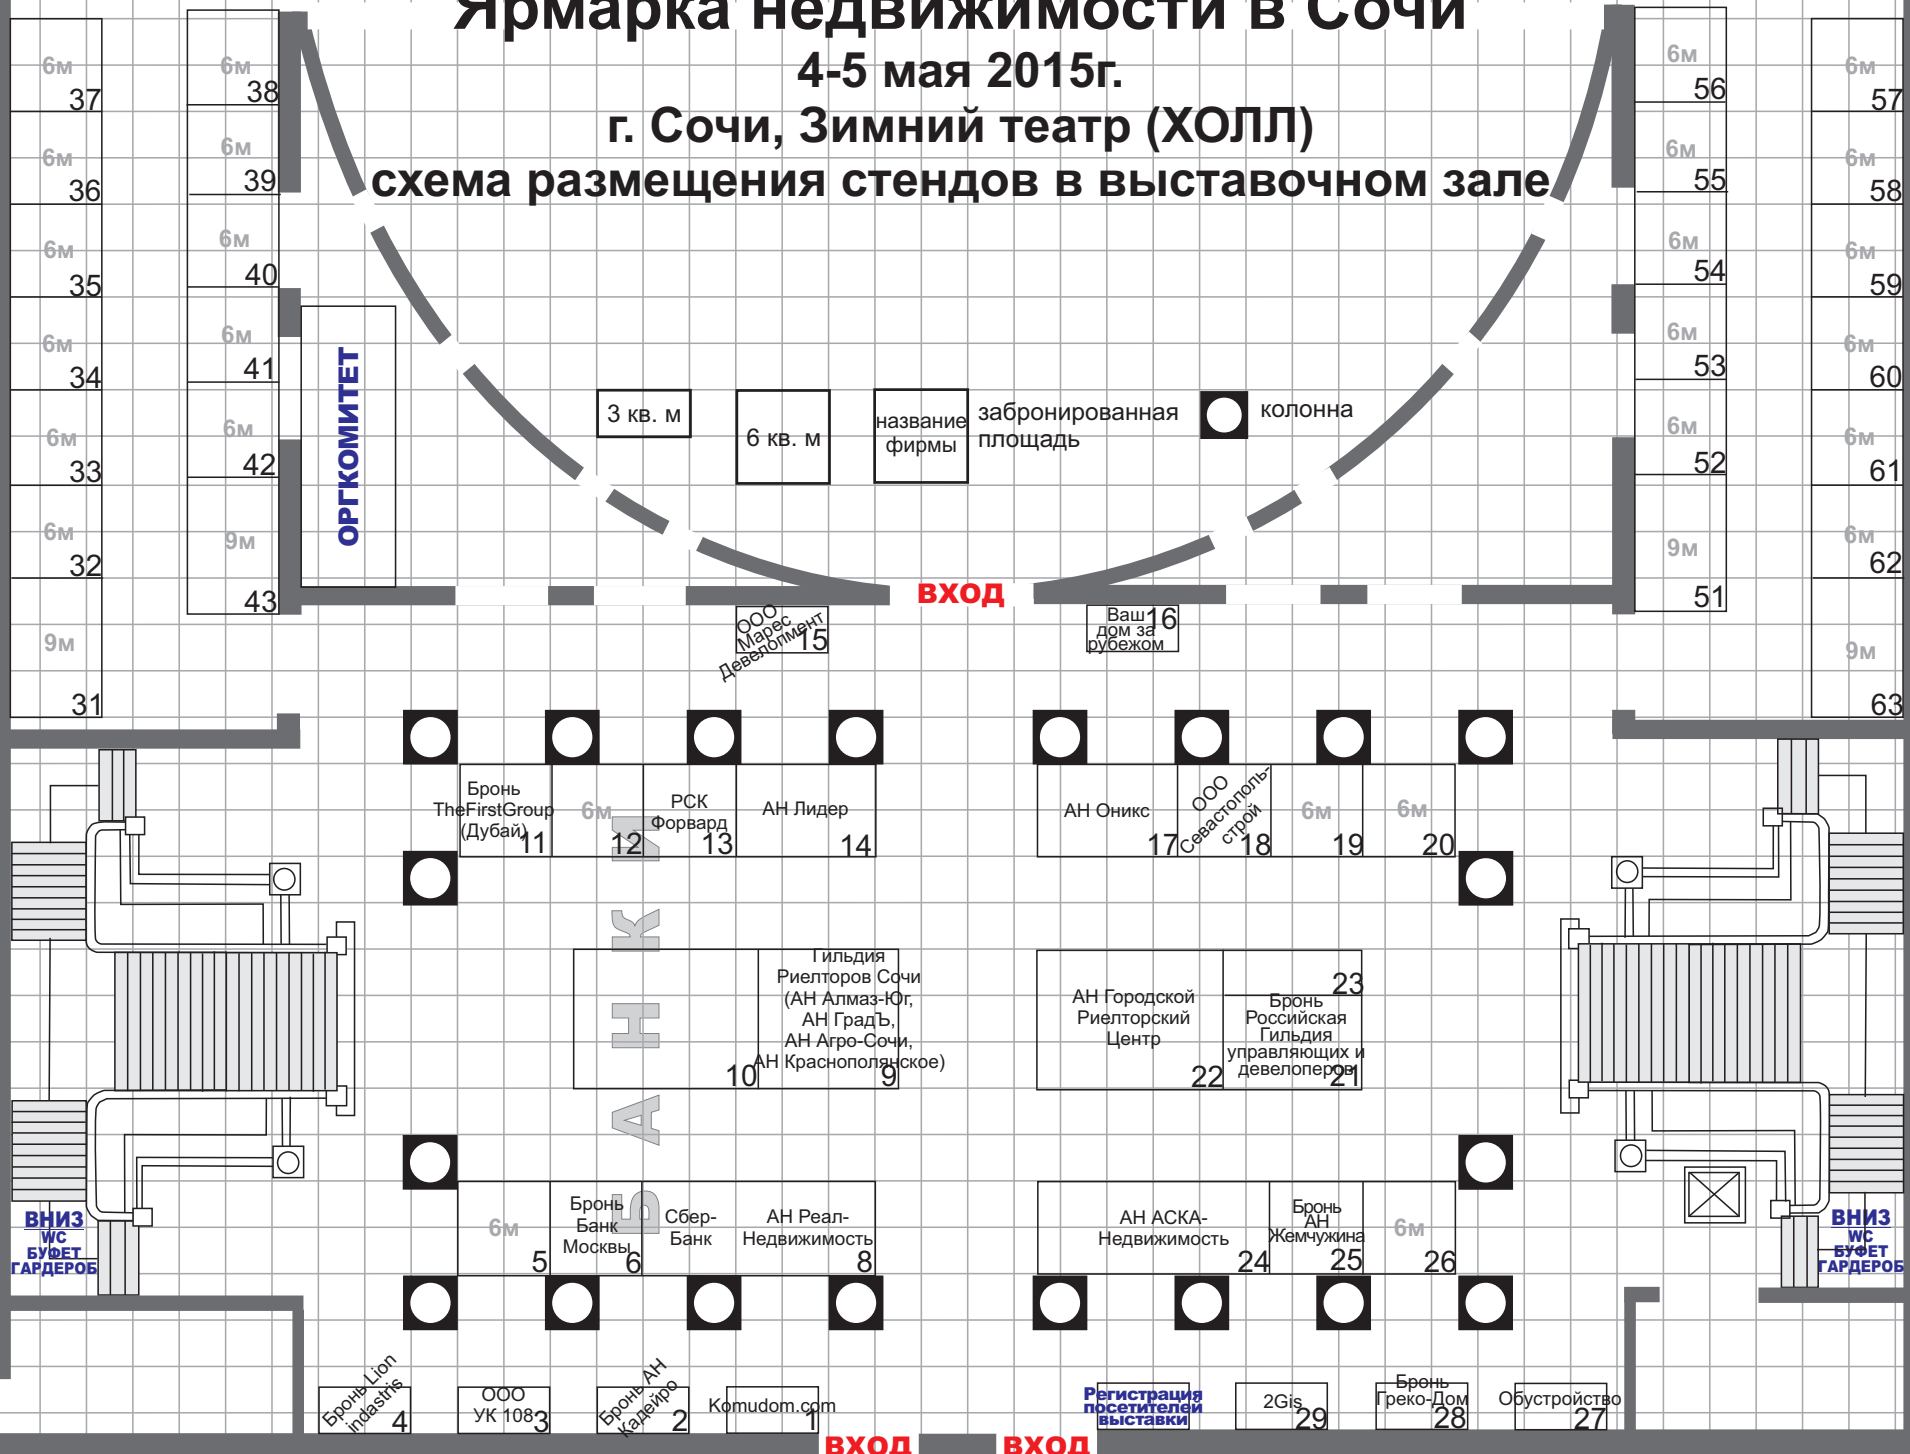 Ярмарка недвижимости в Сочи
4-5 мая 2015г.
г. Сочи, Зимний театр (ХОЛЛ)
схема размещения стендов в выставочном зале
6м
37
6м
36
6м
35
6м
34
6м
33
6м
32
9м
31
6м
38
6м
39
6м
40
6м
41
6м
42
9м
43
ОРГКОМИТЕТ
3 кв. м
6 кв. м
название
фирмы
забронированная
площадь
колонна
6м
56
6м
55
6м
54
6м
53
6м
52
9м
51
6м
57
6м
58
6м
59
6м
60
6м
61
6м
62
9м
63
вход
ООО
Марес
Девелопмент
15
Ваш
дом за
рубежом
16
Бронь
TheFirstGroup
(Дубай)
11
6м
12
РСК
Форвард
13
АН Лидер
14
АН Оникс
17
ООО
Севастополь-
строй
18
6м
19
6м
20
БАНКИ
10
Гильдия
Риелторов Сочи
(АН Алмаз-Юг,
АН ГрадЪ,
АН Агро-Сочи,
АН Краснополянское)
9
АН Городской
Риелторский
Центр
22
23
Бронь
Российская
Гильдия
управляющих и
девелоперов
21
6м
5
Бронь
Банк
Москвы
6
Сбер-
Банк
АН Реал-
Недвижимость
8
АН АСКА-
Недвижимость
24
Бронь
АН
Жемчужина
25
6м
26
ВНИЗ
WC
БУФЕТ
ГАРДЕРОБ
ВНИЗ
WC
БУФЕТ
ГАРДЕРОБ
Бронь Lion
indastris
4
ООО
УК 108
3
Бронь АН
Кадейро
2
Komudom.com
1
Регистрация
посетителей
выставки
2Gis
29
Бронь
Греко-Дом
28
Обустройство
27
вход
вход